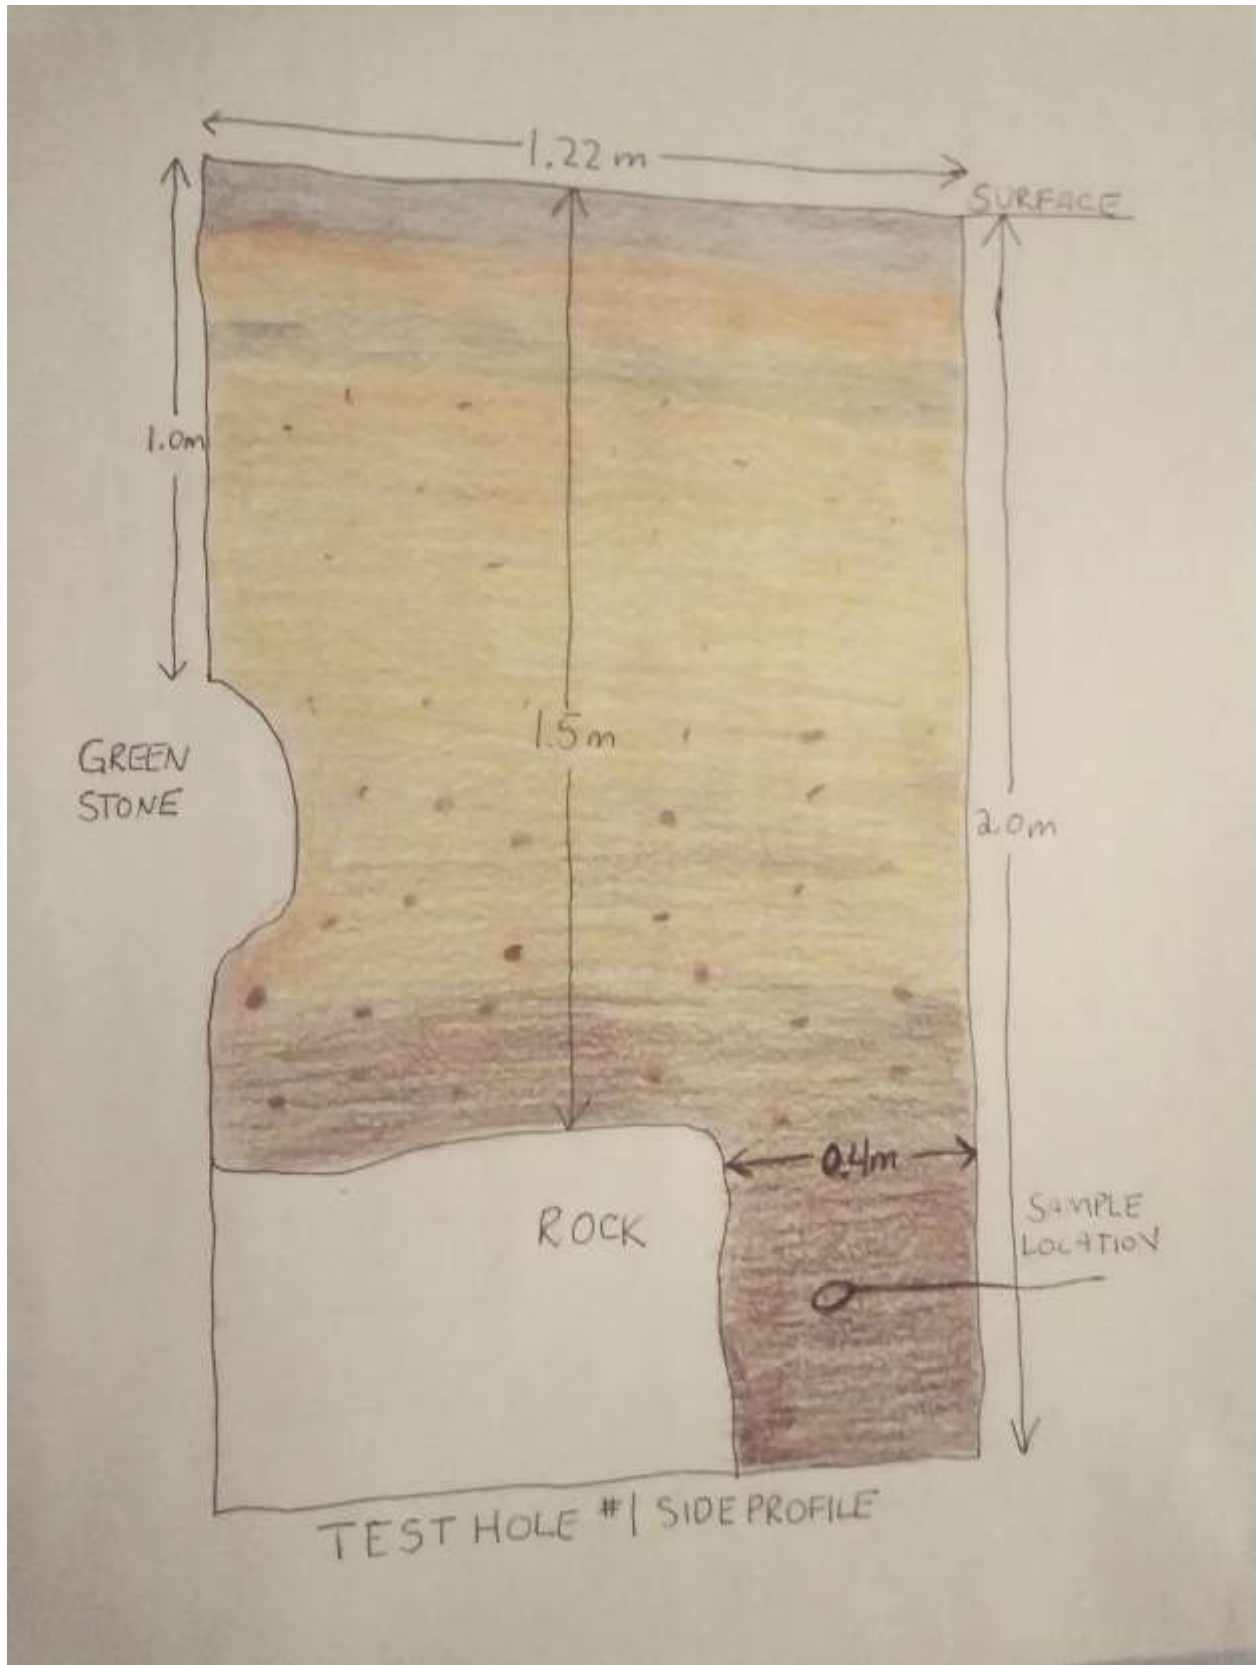 1.22 m
SURFACE
1.0m
GREEN
STONE
1.5m
2.0m
0.4m
ROCK
SAMPLE
LOCATION
TEST HOLE #1 SIDE PROFILE